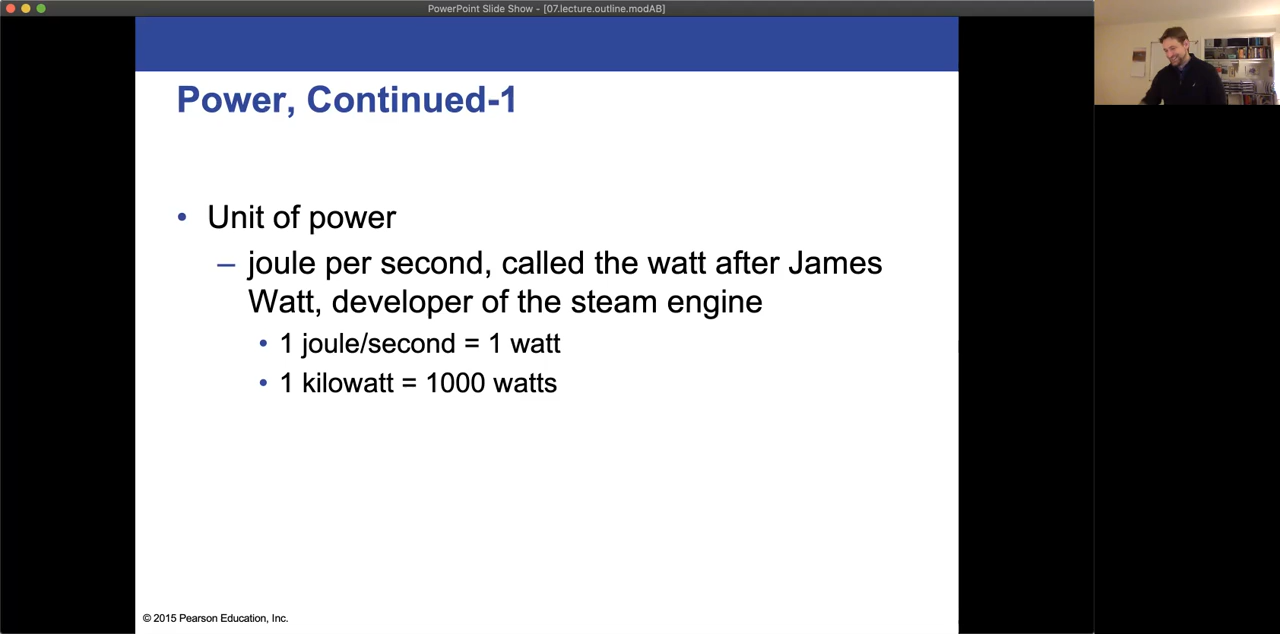 PowerPoint Slide Show - [07.lecture.outline.modAB]
Power, Continued-1
• Unit of power
– joule per second, called the watt after James
Watt, developer of the steam engine
• 1 joule/second = 1 watt
• 1 kilowatt = 1000 watts
© 2015 Pearson Education, Inc.